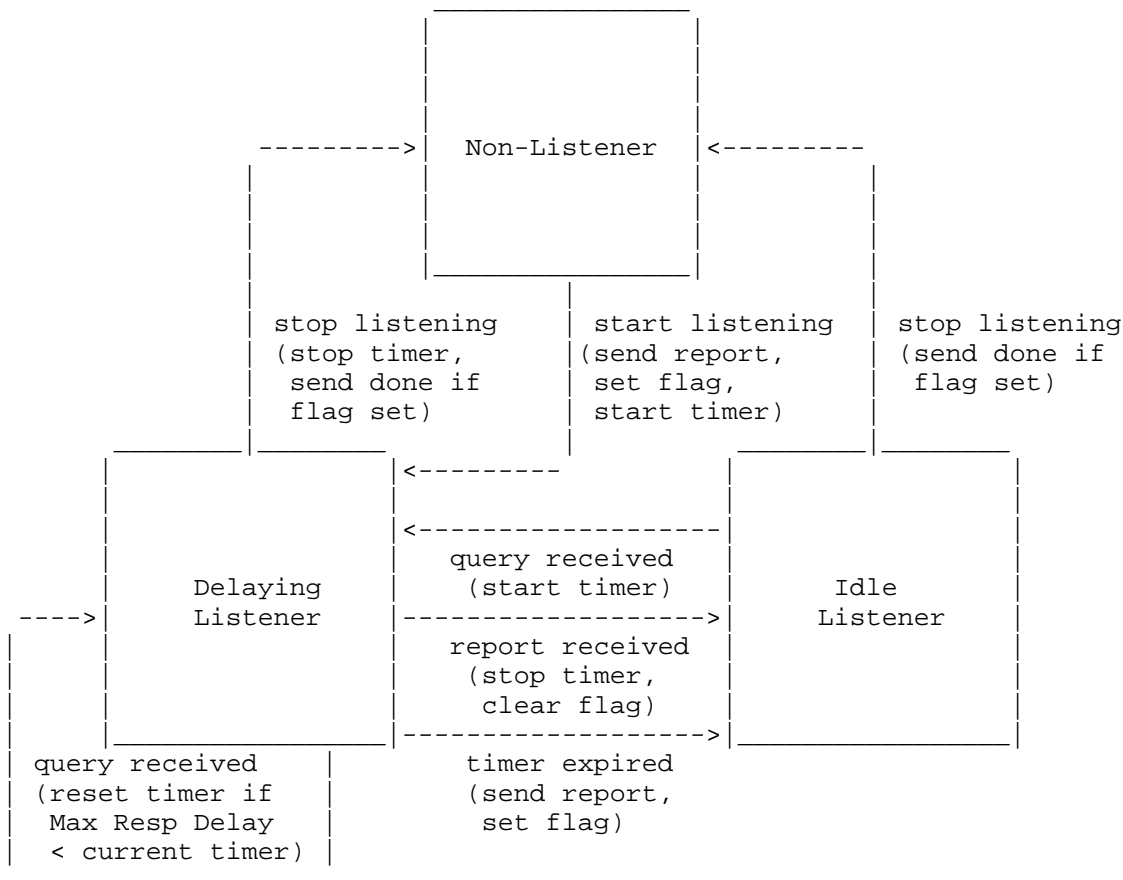 Non-Listener
stop listening
(stop timer,
send done if
flag set)
start listening
(send report,
set flag,
start timer)
stop listening
(send done if
flag set)
query received
(start timer)
Delaying
Listener
Idle
Listener
report received
(stop timer,
clear flag)
query received
(reset timer if
Max Resp Delay
< current timer)
timer expired
(send report,
set flag)